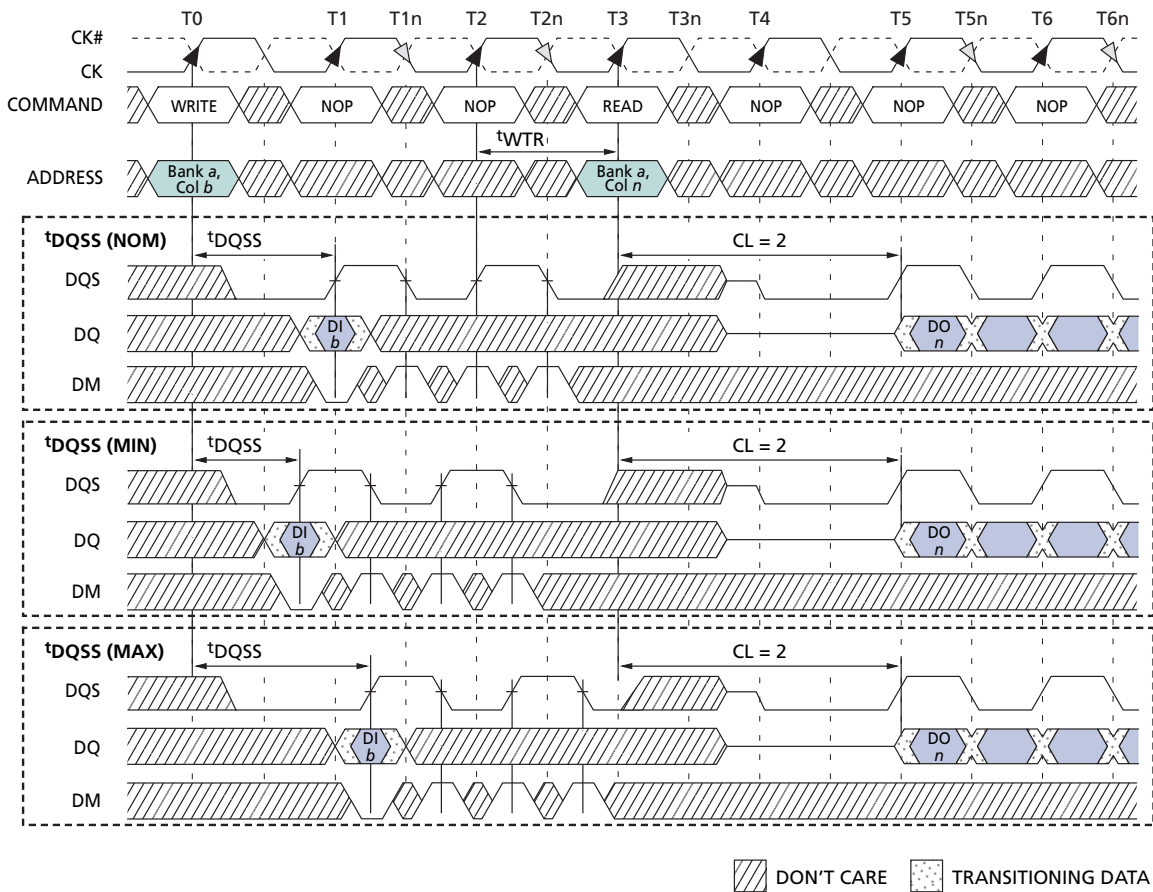 T0 T1 T1n T2 T2n T3 T3n T4 T5 T5n T6 T6n
CK#
CK
COMMAND WRITE NOP NOP READ NOP NOP NOP
tWTR
ADDRESS Bank a, Col b Bank a, Col n
tDQSS (NOM) tDQSS CL = 2
DQS
DQ DI b DO n
DM
tDQSS (MIN) tDQSS CL = 2
DQS
DQ DI b DO n
DM
tDQSS (MAX) tDQSS CL = 2
DQS
DQ DI b DO n
DM
DON'T CARE TRANSITIONING DATA